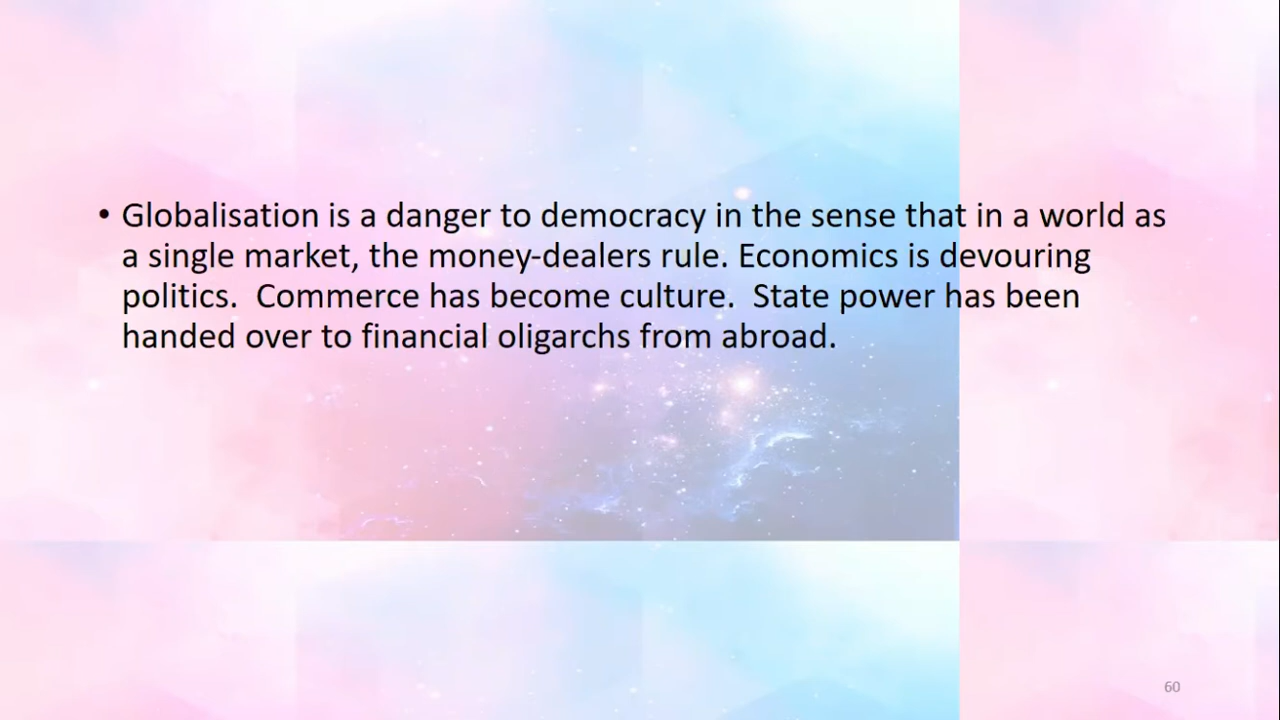 • Globalisation is a danger to democracy in the sense that in a world as
a single market, the money-dealers rule. Economics is devouring
politics.  Commerce has become culture.  State power has been
handed over to financial oligarchs from abroad.
60